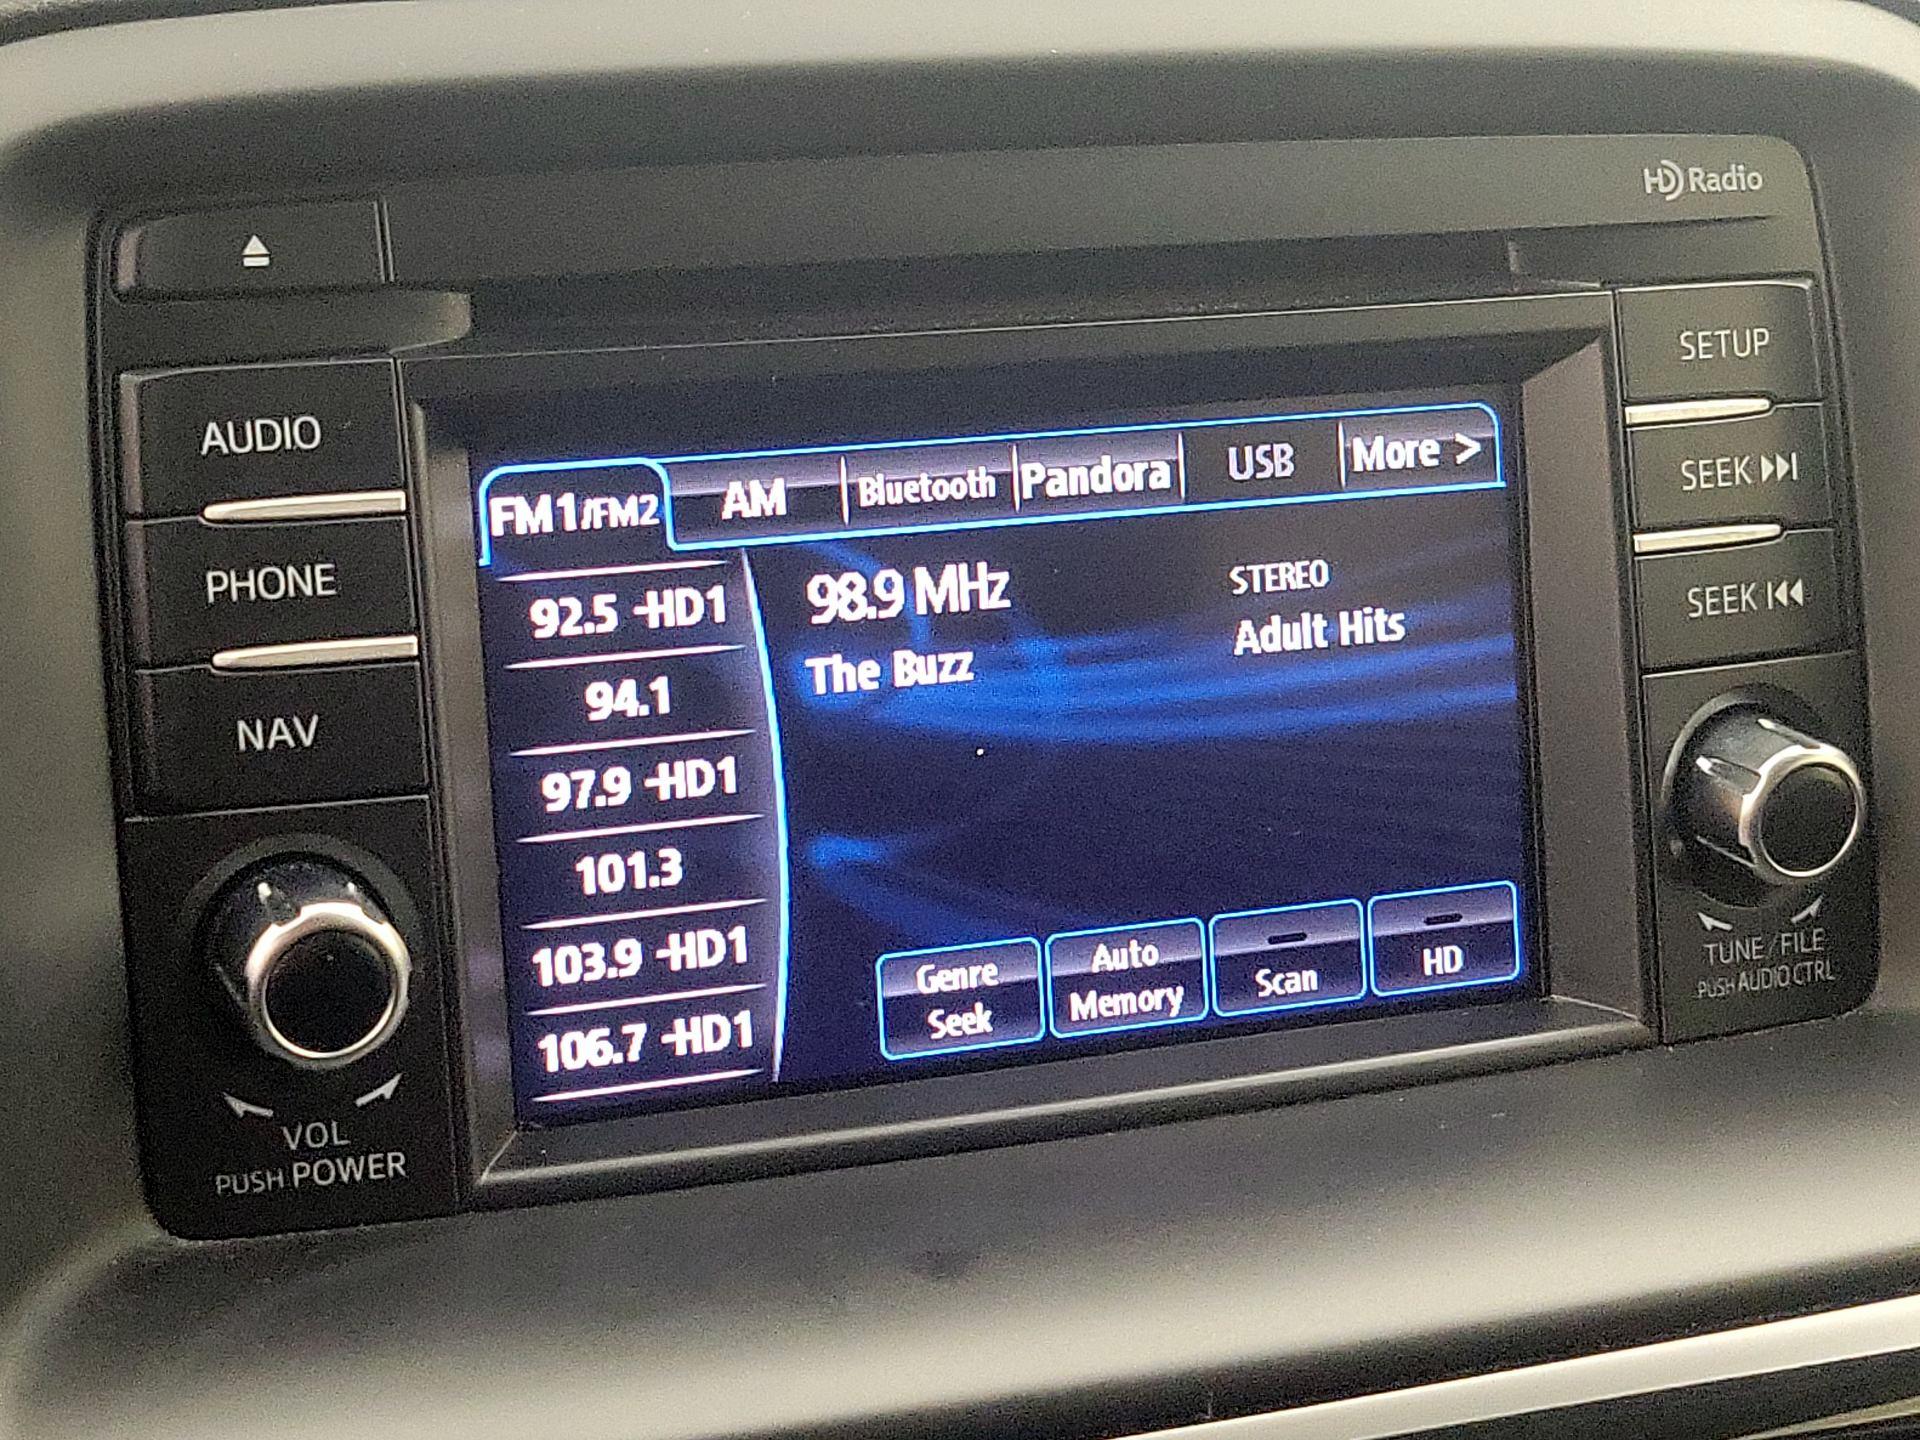 HD Radio
AUDIO
PHONE
NAV
VOL
PUSH POWER
FM1/FM2 AM Bluetooth Pandora USB More >
92.5 -HD1
94.1
97.9 -HD1
101.3
103.9 -HD1
106.7 -HD1
98.9 MHz
The Buzz
STEREO
Adult Hits
Genre
Seek
Auto
Memory
Scan
HD
SETUP
SEEK
SEEK
TUNE/FILE
PUSH AUDIO CTRL